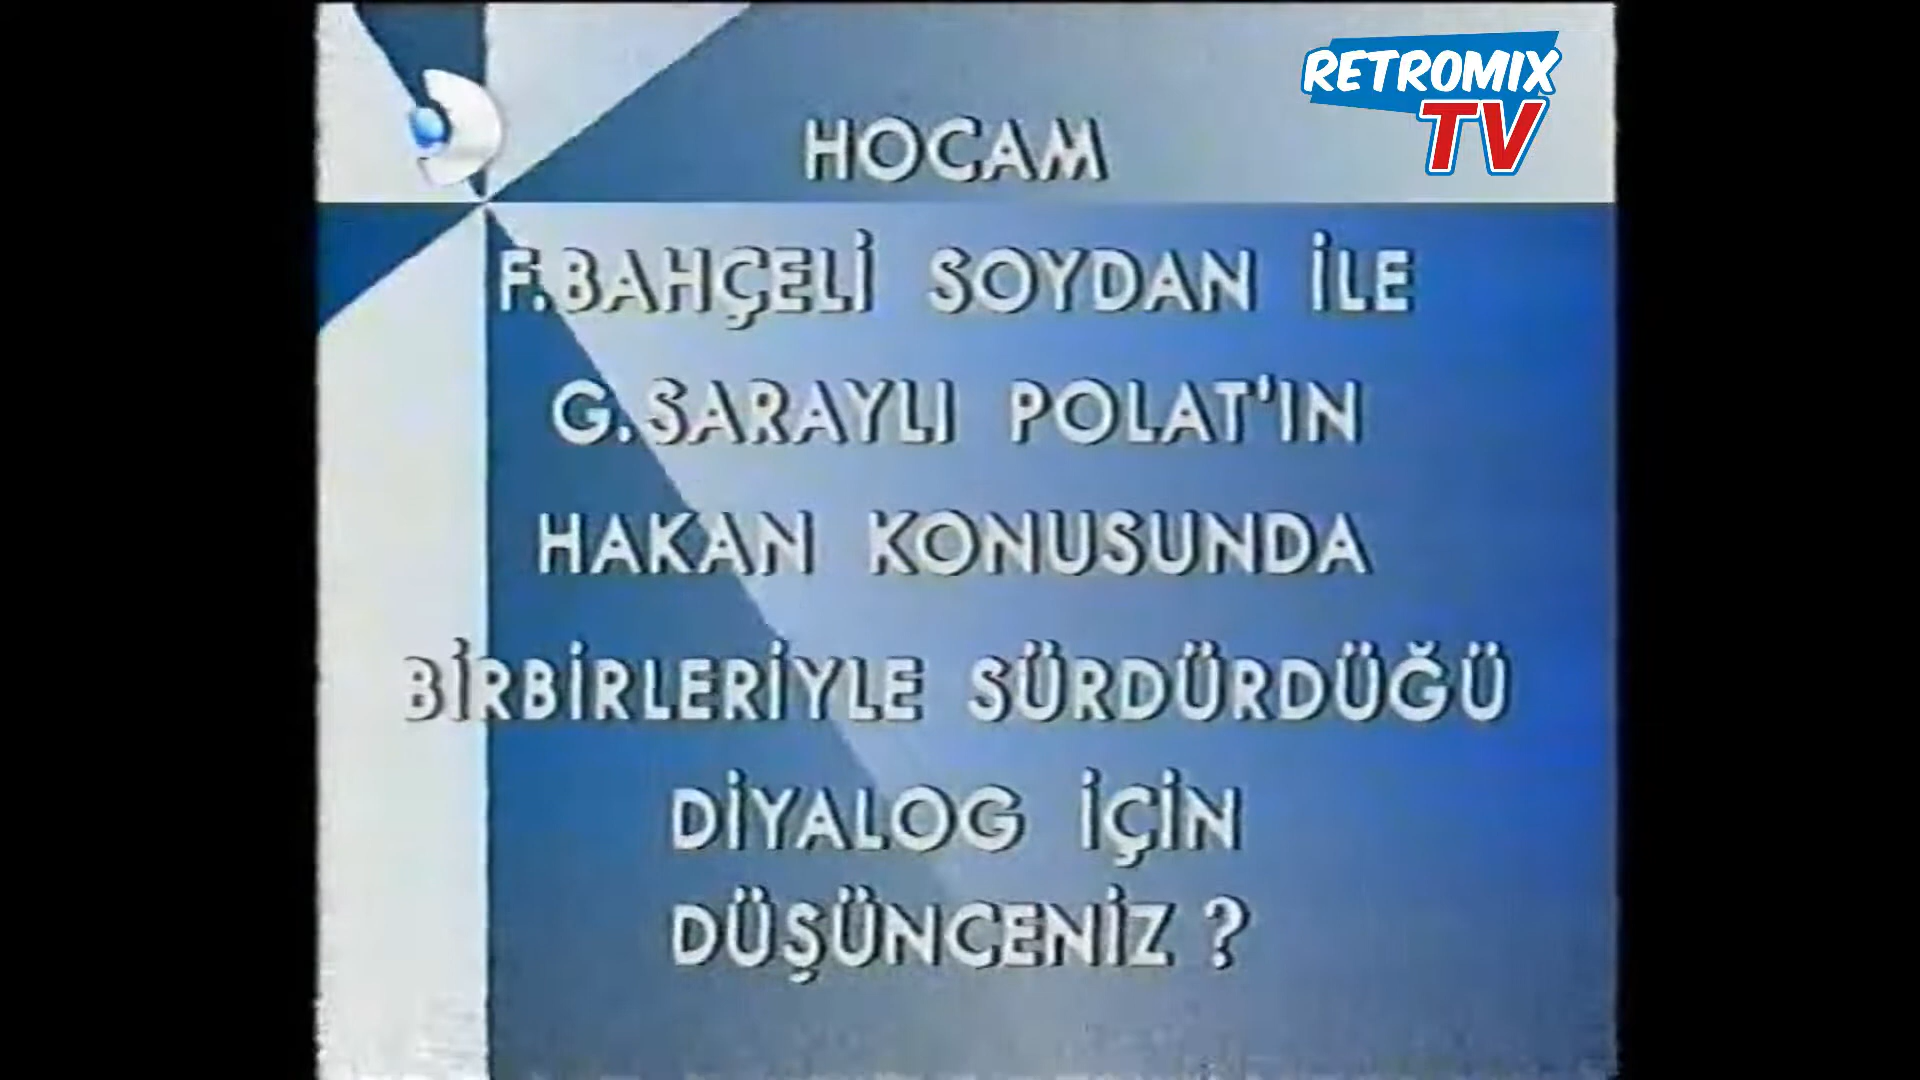 RETROMIX
TV
HOCAM
F.BAHÇELİ SOYDAN İLE
G.SARAYLI POLAT'IN
HAKAN KONUSUNDA
BİRBİRLERİYLE SÜRDÜRDÜĞÜ
DİYALOG İÇİN
DÜŞÜNCENİZ ?